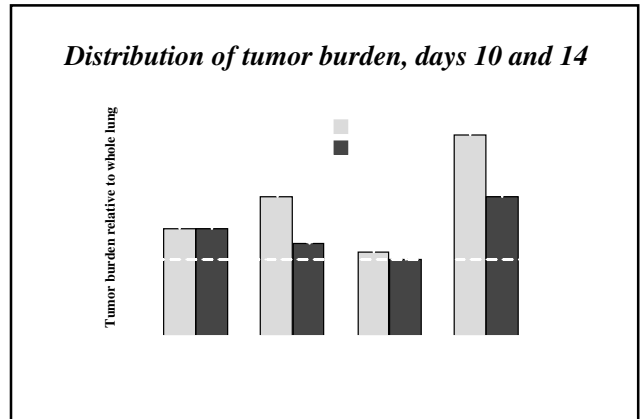 Distribution of tumor burden, days 10 and 14
Tumor burden relative to whole lung